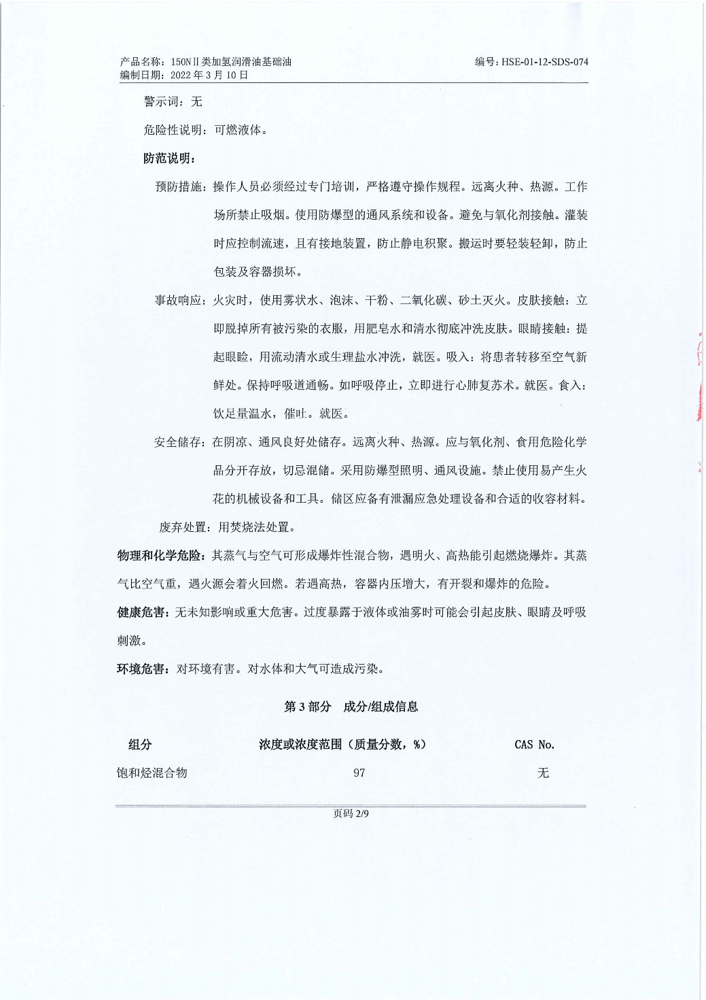 产品名称：150NⅡ类加氢润滑油基础油 编号：HSE-01-12-SDS-074
编制日期：2022 年 3 月 10 日
警示词：无
危险性说明：可燃液体。
防范说明：
预防措施：操作人员必须经过专门培训，严格遵守操作规程。远离火种、热源。工作
场所禁止吸烟。使用防爆型的通风系统和设备。避免与氧化剂接触。灌装
时应控制流速，且有接地装置，防止静电积聚。搬运时要轻装轻卸，防止
包装及容器损坏。
事故响应：火灾时，使用雾状水、泡沫、干粉、二氧化碳、砂土灭火。皮肤接触：立
即脱掉所有被污染的衣服，用肥皂水和清水彻底冲洗皮肤。眼睛接触：提
起眼睑，用流动清水或生理盐水冲洗，就医。吸入：将患者转移至空气新
鲜处。保持呼吸道通畅。如呼吸停止，立即进行心肺复苏术。就医。食入：
饮足量温水，催吐。就医。
安全储存：在阴凉、通风良好处储存。远离火种、热源。应与氧化剂、食用危险化学
品分开存放，切忌混储。采用防爆型照明、通风设施。禁止使用易产生火
花的机械设备和工具。储区应备有泄漏应急处理设备和合适的收容材料。
废弃处置：用焚烧法处置。
物理和化学危险：其蒸气与空气可形成爆炸性混合物，遇明火、高热能引起燃烧爆炸。其蒸
气比空气重，遇火源会着火回燃。若遇高热，容器内压增大，有开裂和爆炸的危险。
健康危害：无未知影响或重大危害。过度暴露于液体或油雾时可能会引起皮肤、眼睛及呼吸
刺激。
环境危害：对环境有害。对水体和大气可造成污染。
第 3 部分 成分/组成信息
组分 浓度或浓度范围（质量分数，%） CAS No.
饱和烃混合物 97 无
页码 2/9